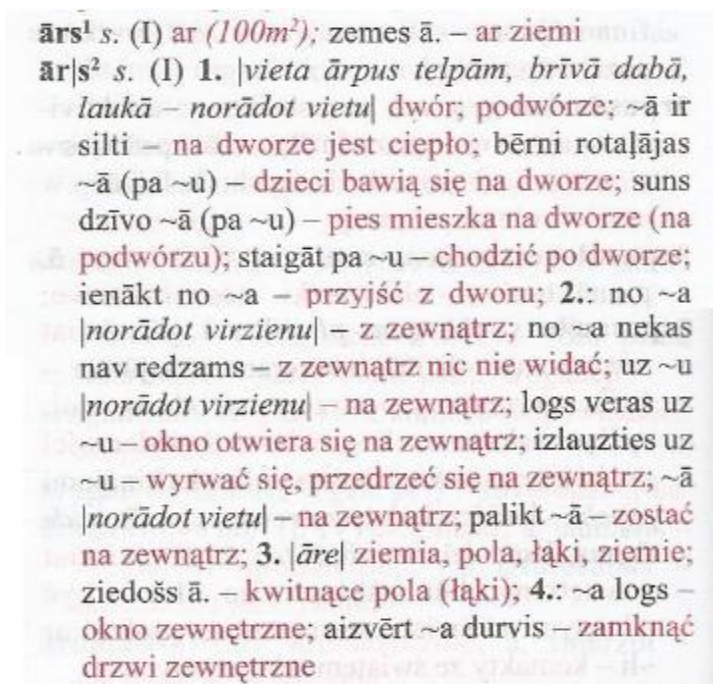 ārs¹ s. (I) ar (100m²); zemes ā. – ar ziemi
ār|s² s. (I) 1. |vieta ārpus telpām, brīvā dabā,
laukā – norādot vietu| dwór; podwórze; ~ā ir
silti – na dworze jest ciepło; bērni rotaļājas
~ā (pa ~u) – dzieci bawią się na dworze; suns
dzīvo ~ā (pa ~u) – pies mieszka na dworze (na
podwórzu); staigāt pa ~u – chodzić po dworze;
ienākt no ~a – przyjść z dworu; 2.: no ~a
|norādot virzienu| – z zewnątrz; no ~a nekas
nav redzams – z zewnątrz nic nie widać; uz ~u
|norādot virzienu| – na zewnątrz; logs veras uz
~u – okno otwiera się na zewnątrz; izlauzties uz
~u – wyrwać się, przedrzeć się na zewnątrz; ~ā
|norādot vietu| – na zewnątrz; palikt ~ā – zostać
na zewnątrz; 3. |āre| ziemia, pola, łąki, ziemie;
ziedošs ā. – kwitnące pola (łąki); 4.: ~a logs –
okno zewnętrzne; aizvērt ~a durvis – zamknąć
drzwi zewnętrzne